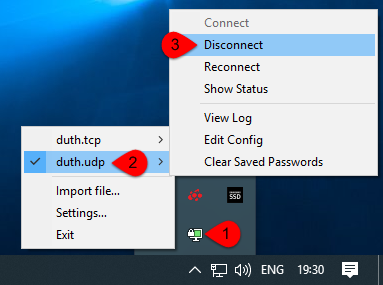 Connect
3
Disconnect
Reconnect
Show Status
View Log
Edit Config
Clear Saved Passwords
duth.tcp
duth.udp
2
Import file...
Settings...
Exit
SSD
1
ENG
19:30